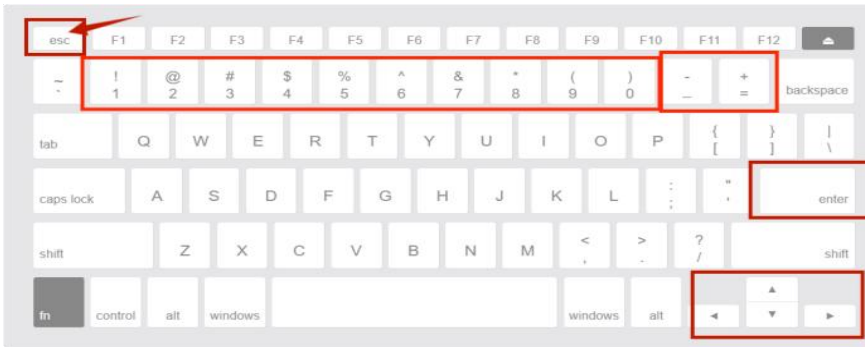 esc F1 F2 F3 F4 F5 F6 F7 F8 F9 F10 F11 F12
~ ! @ # $ % ^ & * ( ) - +
` 1 2 3 4 5 6 7 8 9 0 _ = backspace
tab Q W E R T Y U I O P { } |
[ ] \
caps lock A S D F G H J K L : "
; ' enter
shift Z X C V B N M < > ? shift
, . /
fn control alt windows windows alt